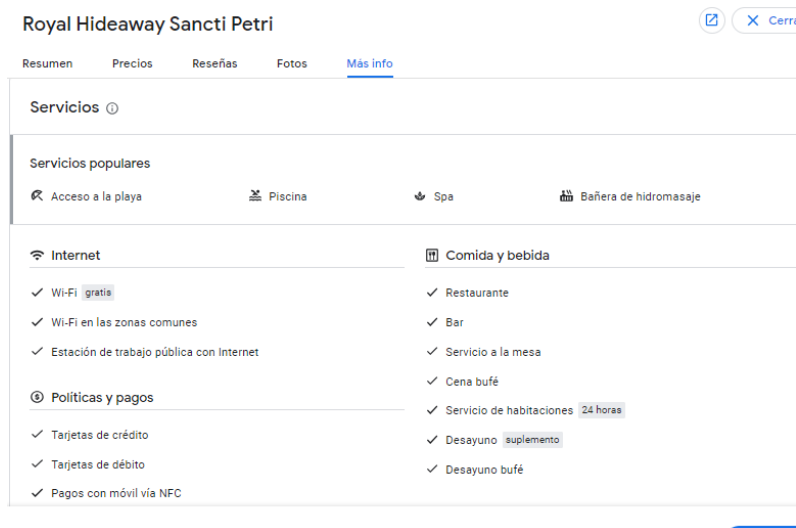 Royal Hideaway Sancti Petri
Resumen Precios Reseñas Fotos Más info
Servicios
Servicios populares
Acceso a la playa Piscina Spa Bañera de hidromasaje
Internet
Wi-Fi gratis
Wi-Fi en las zonas comunes
Estación de trabajo pública con Internet
Políticas y pagos
Tarjetas de crédito
Tarjetas de débito
Pagos con móvil vía NFC
Comida y bebida
Restaurante
Bar
Servicio a la mesa
Cena bufé
Servicio de habitaciones 24 horas
Desayuno suplemento
Desayuno bufé